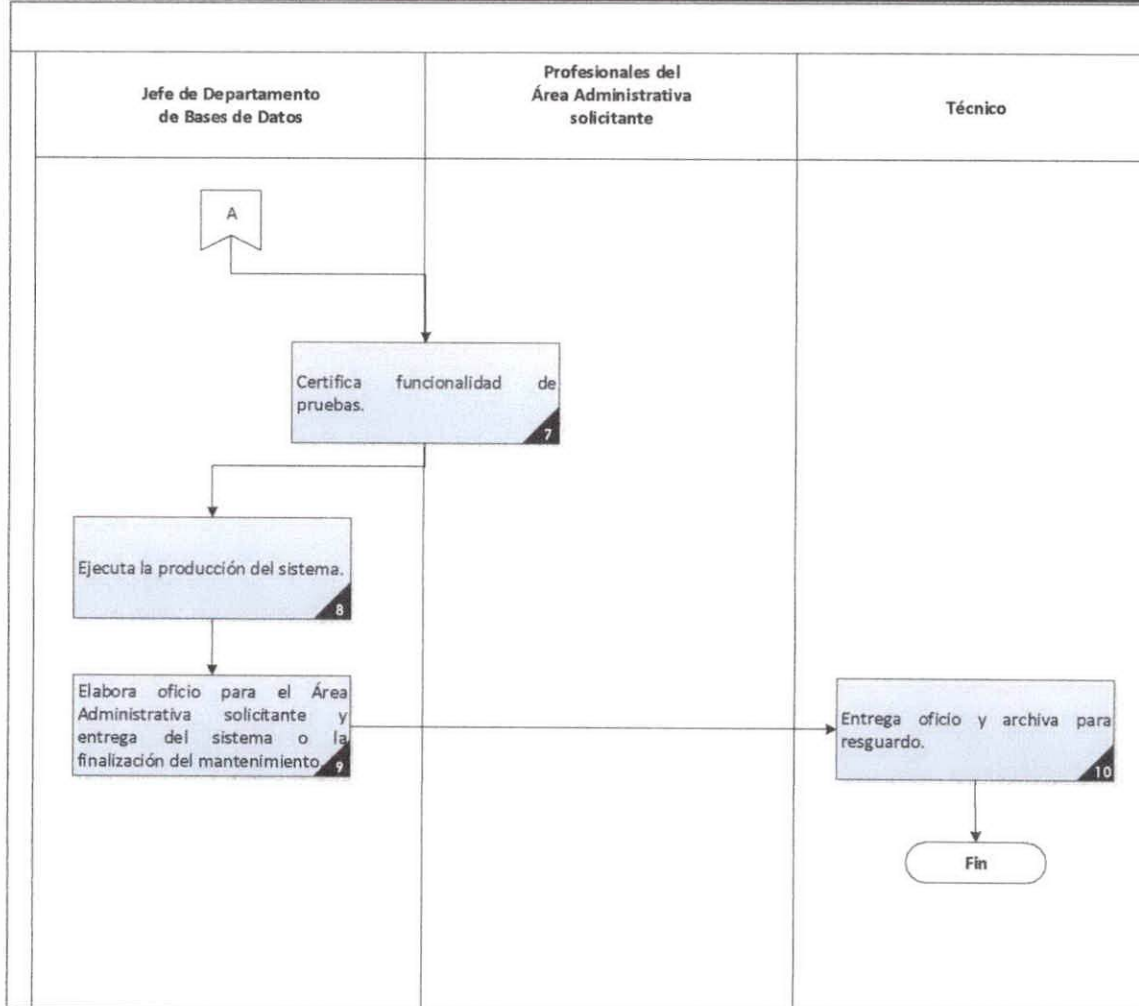 Jefe de Departamento
de Bases de Datos
Profesionales del
Área Administrativa
solicitante
Técnico
A
Certifica funcionalidad de
pruebas.
7
Ejecuta la producción del sistema.
8
Elabora oficio para el Área
Administrativa solicitante y
entrega del sistema o la
finalización del mantenimiento.
9
Entrega oficio y archiva para
resguardo.
10
Fin